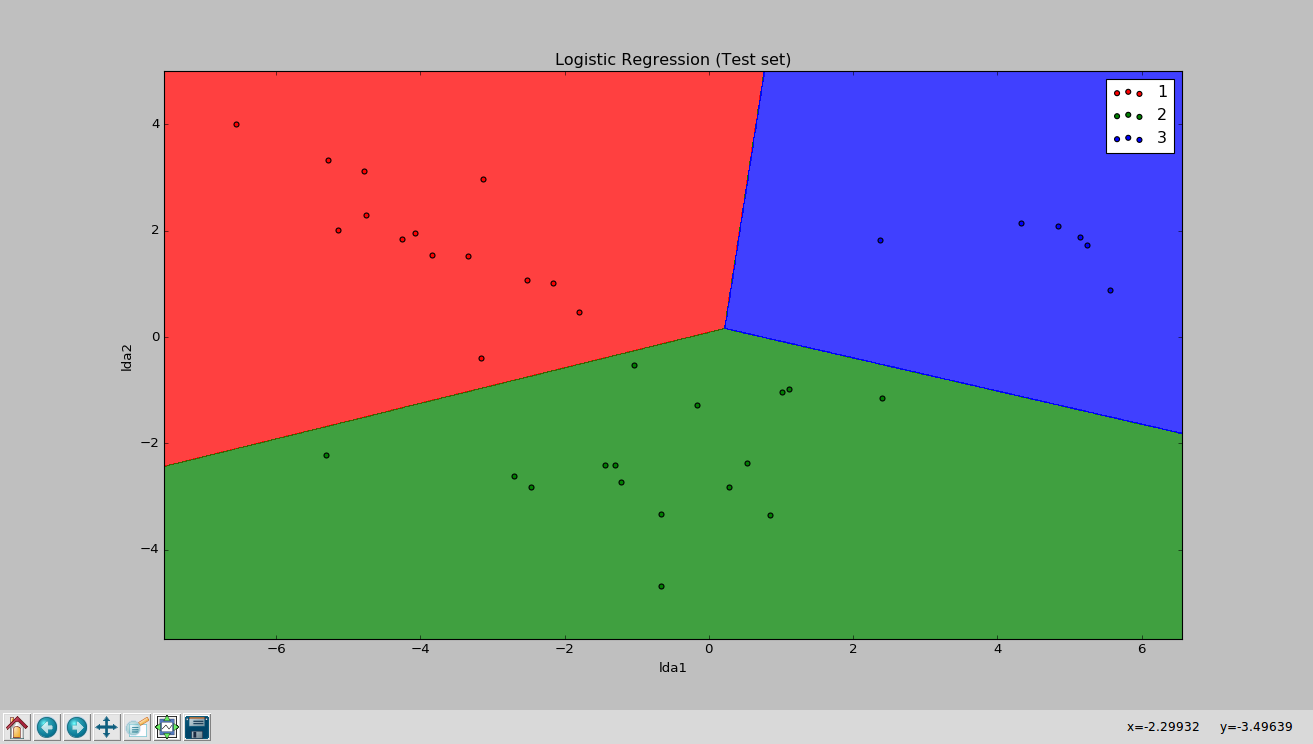 Logistic Regression (Test set)
1
2
3
4
2
0
−2
−4
lda2
−6 −4 −2 0 2 4 6
lda1
x=-2.29932 y=-3.49639